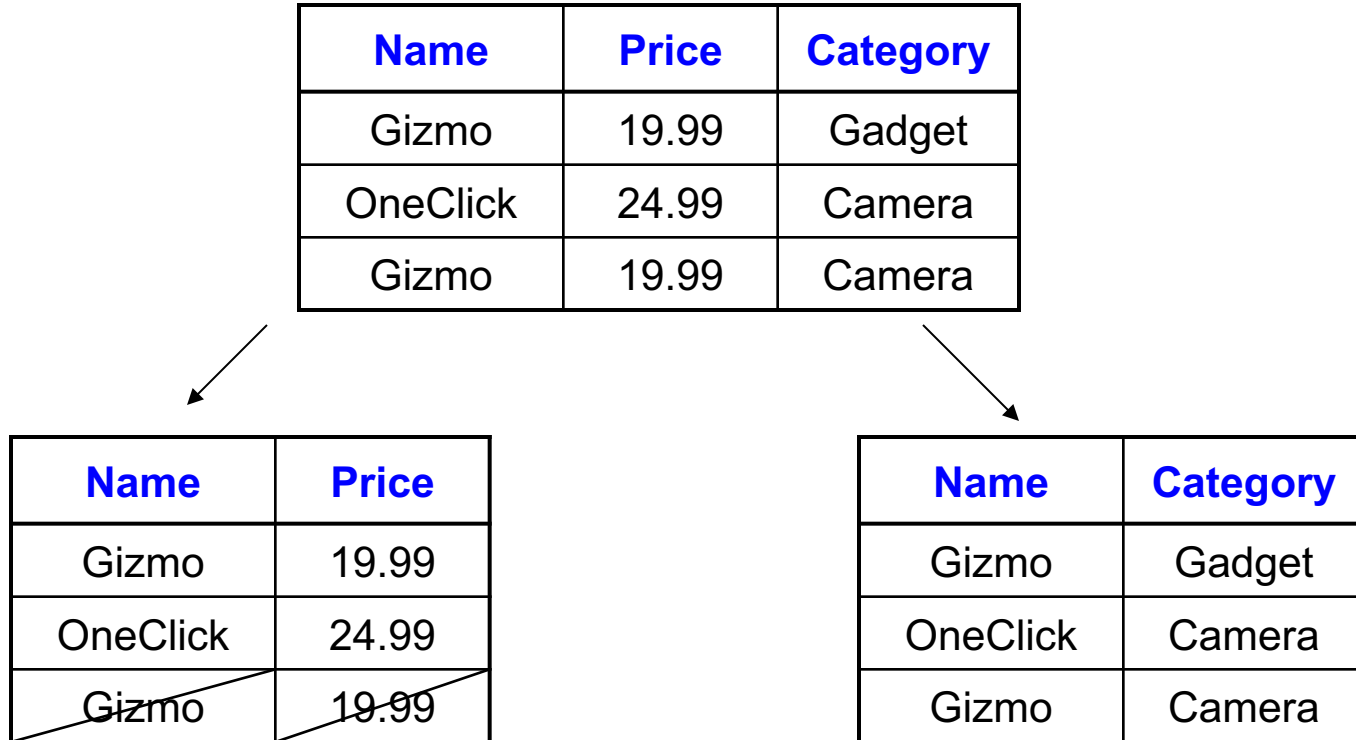 Name Price Category
Gizmo 19.99 Gadget
OneClick 24.99 Camera
Gizmo 19.99 Camera
Name Price
Gizmo 19.99
OneClick 24.99
Gizmo 19.99
Name Category
Gizmo Gadget
OneClick Camera
Gizmo Camera